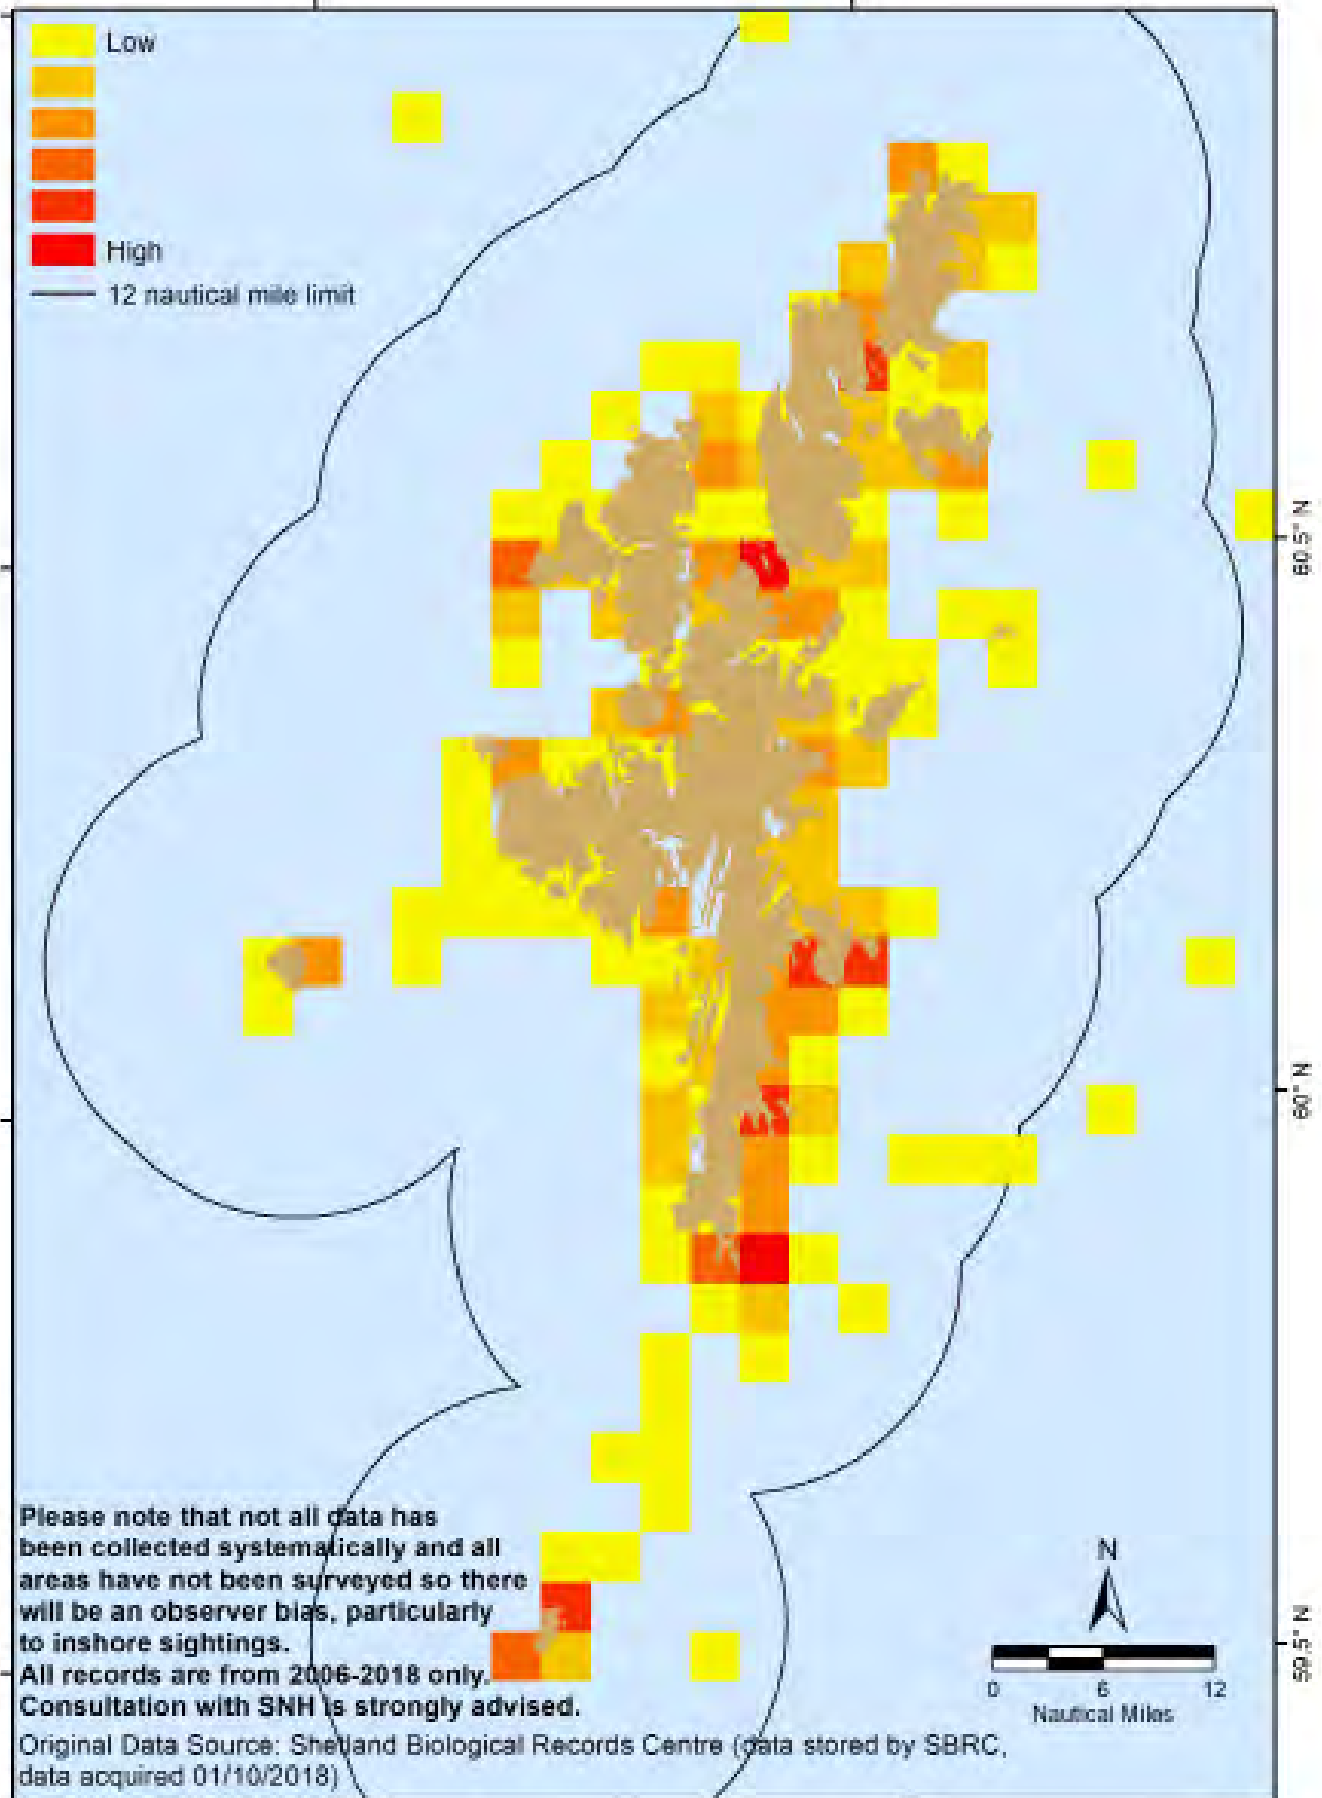 Low
High
12 nautical mile limit
60.5° N
60° N
59.5° N
Please note that not all data has
been collected systematically and all
areas have not been surveyed so there
will be an observer bias, particularly
to inshore sightings.
All records are from 2006-2018 only.
Consultation with SNH is strongly advised.
Original Data Source: Shetland Biological Records Centre (data stored by SBRC,
data acquired 01/10/2018)
N
0 6 12
Nautical Miles